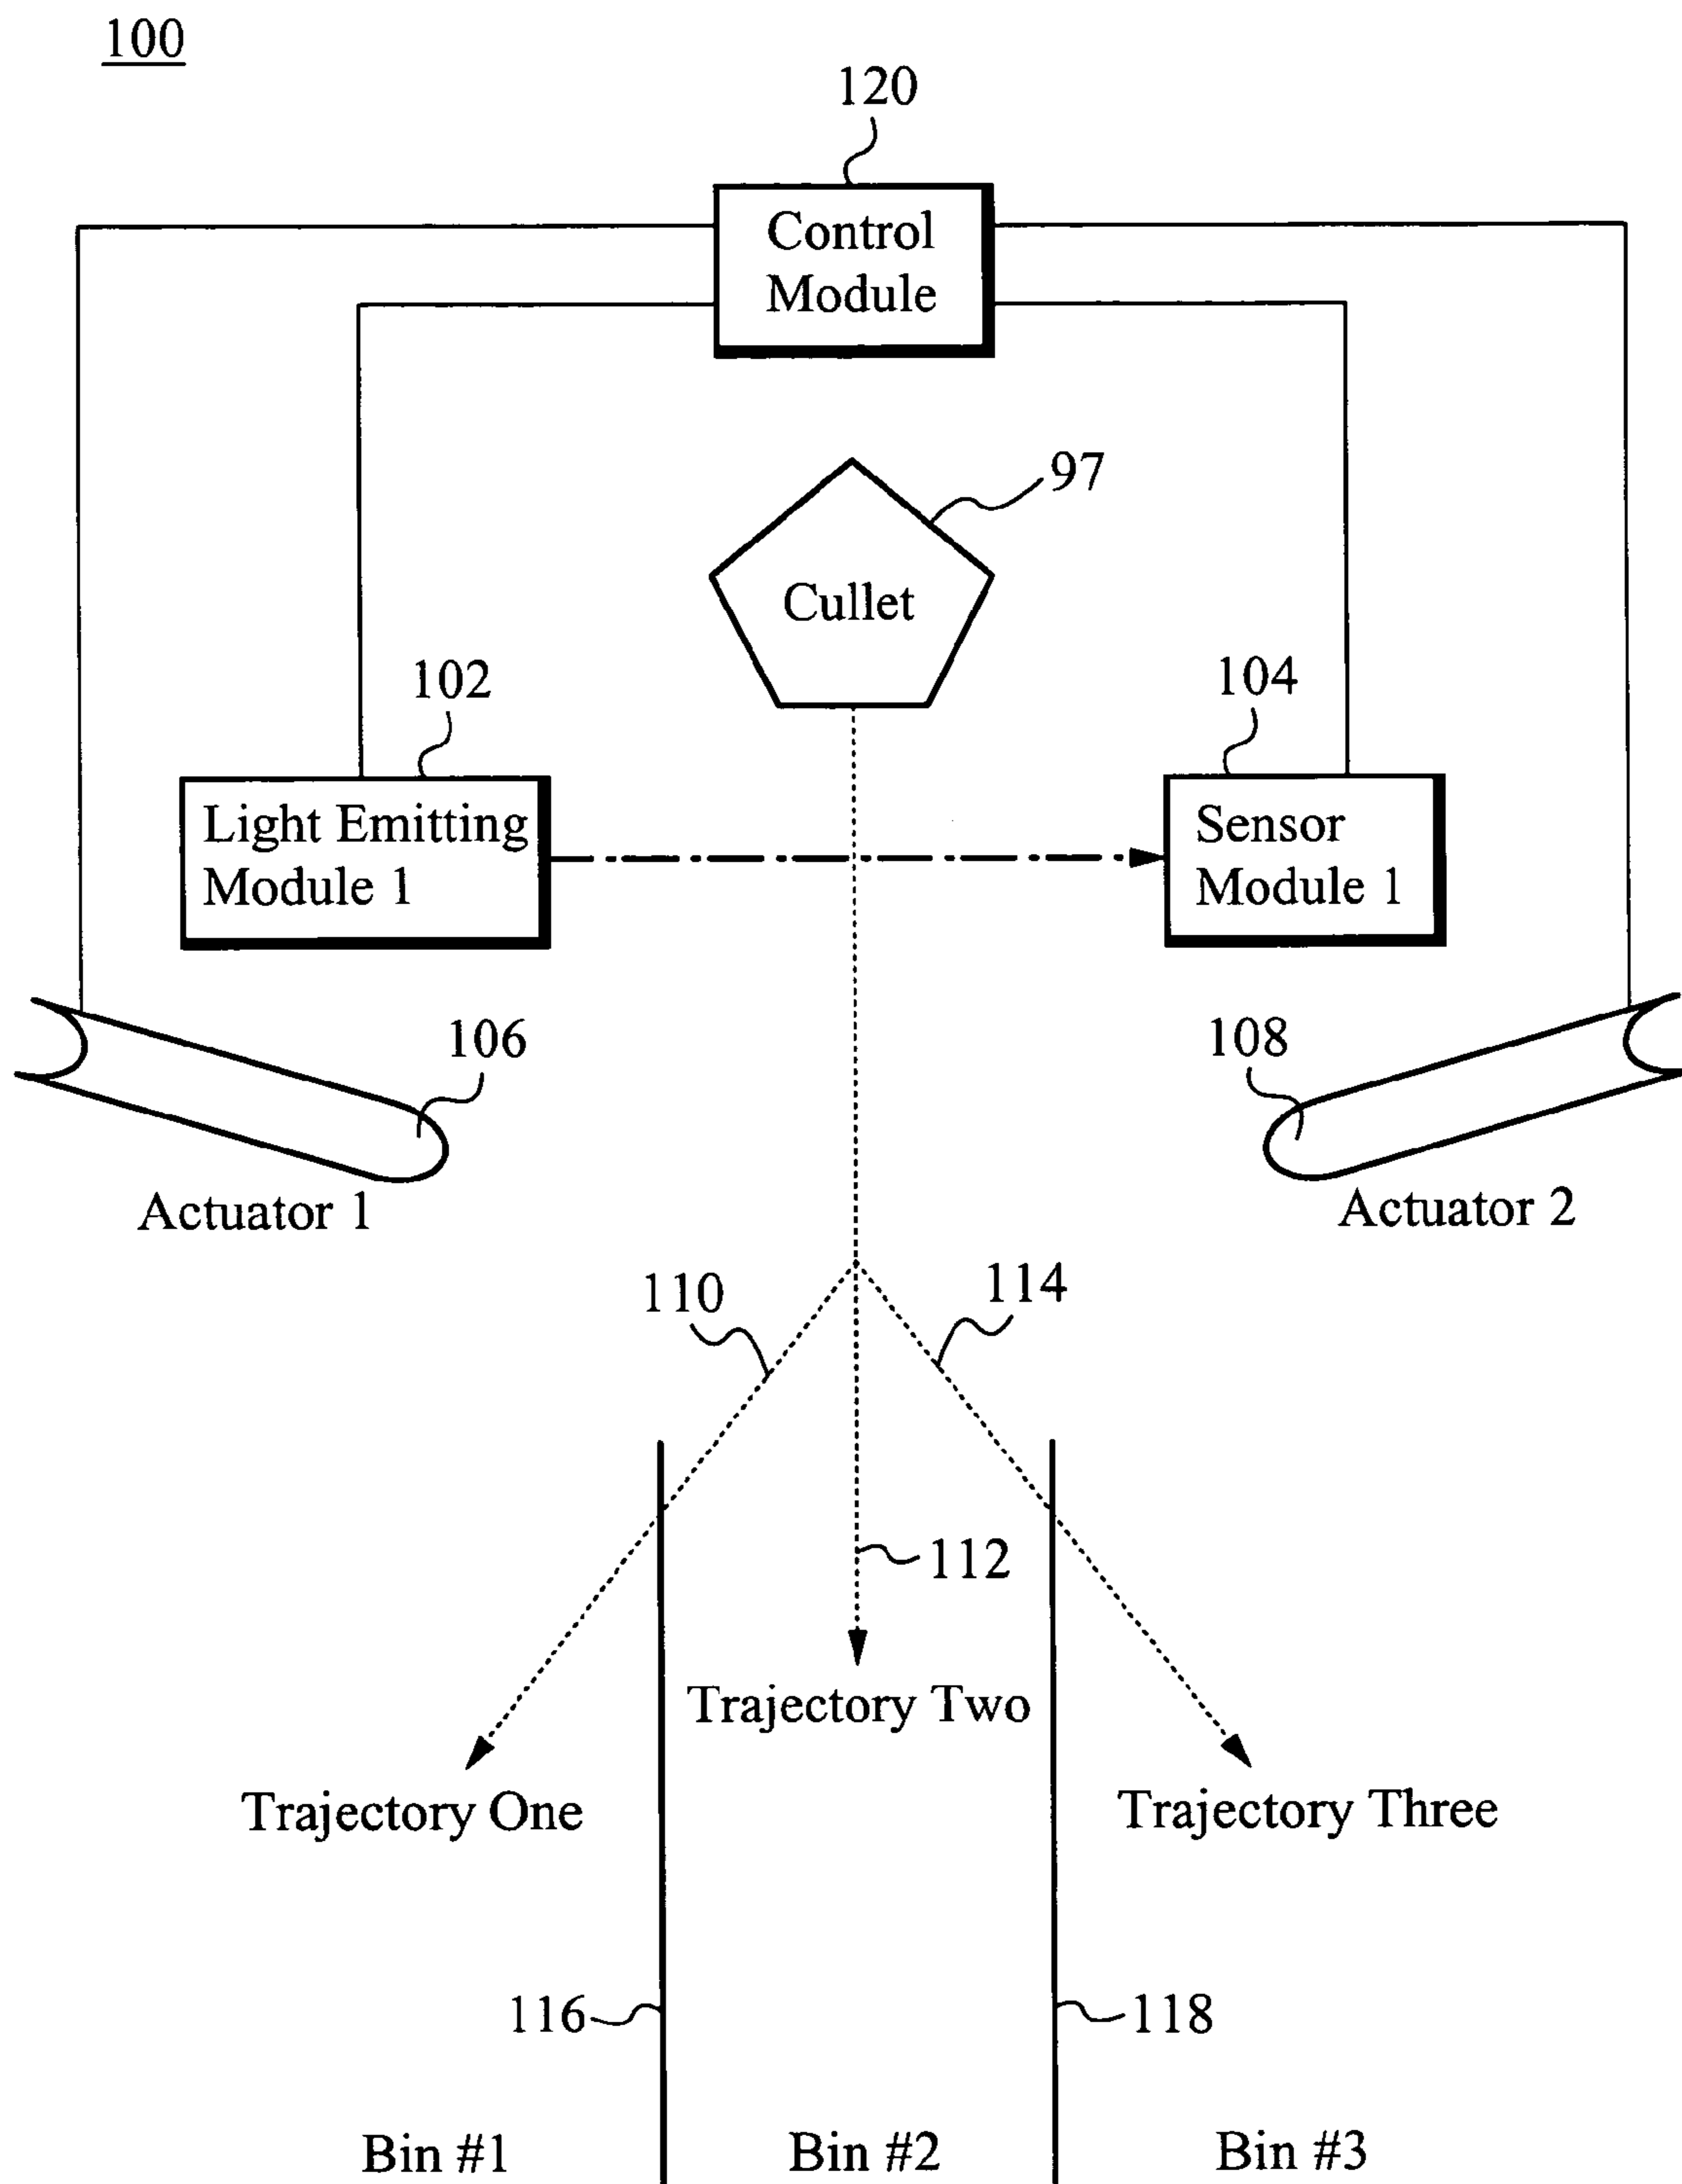 100
120
Control
Module
97
Cullet
102
104
Light Emitting
Module 1
Sensor
Module 1
106
108
Actuator 1
Actuator 2
110
114
112
Trajectory Two
Trajectory One
Trajectory Three
116
118
Bin #1
Bin #2
Bin #3